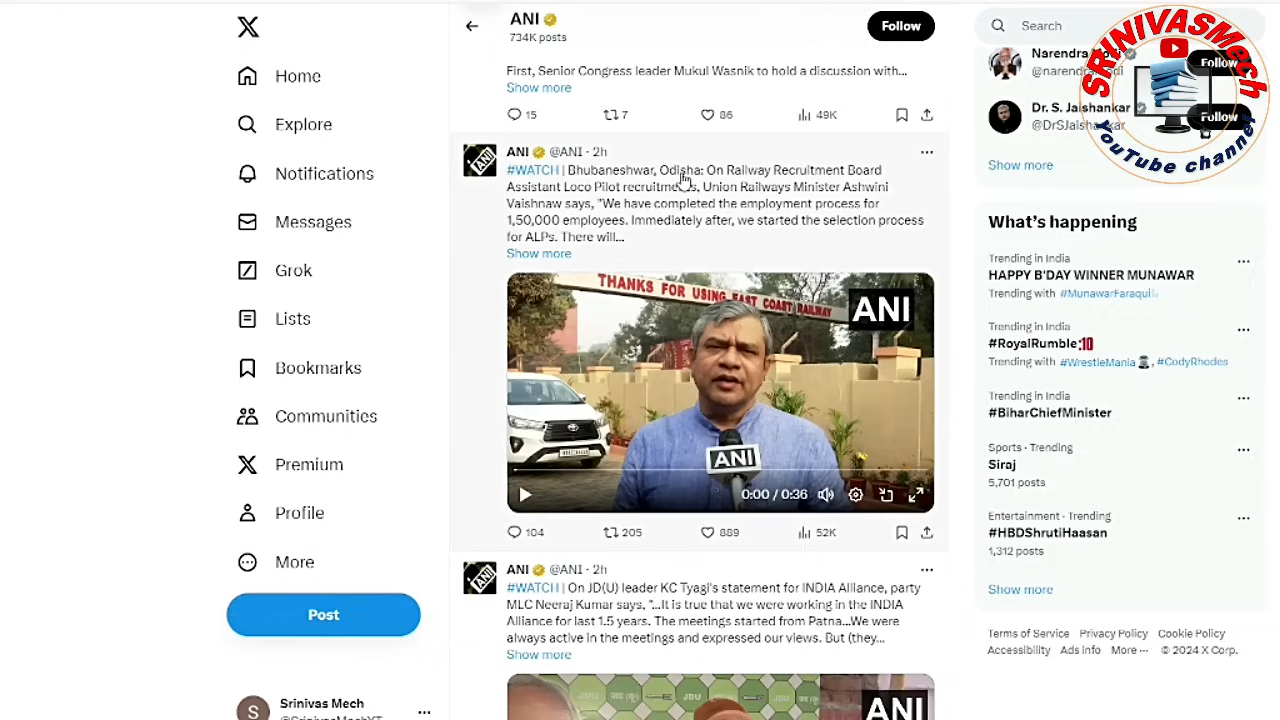 ANI
734K posts
Follow
First, Senior Congress leader Mukul Wasnik to hold a discussion with...
Show more
15 7 86 49K
ANI @ANI · 2h
#WATCH | Bhubaneshwar, Odisha: On Railway Recruitment Board
Assistant Loco Pilot recruitments, Union Railways Minister Ashwini
Vaishnaw says, "We have completed the employment process for
1,50,000 employees. Immediately after, we started the selection process
for ALPs. There will...
Show more
THANKS FOR USING EAST COAST RAILWAY
ANI
ANI
0:00 / 0:36
104 205 889 52K
ANI @ANI · 2h
#WATCH | On JD(U) leader KC Tyagi's statement for INDIA Alliance, party
MLC Neeraj Kumar says, "...It is true that we were working in the INDIA
Alliance for last 1.5 years. The meetings started from Patna...We were
always active in the meetings and expressed our views. But (they...
Show more
JDU
JDU
ANI
Home
Explore
Notifications
Messages
Grok
Lists
Bookmarks
Communities
Premium
Profile
More
Post
S
Srinivas Mech
@SrinivasMechYT
Search
Narendra
Follow
Dr. S. Jaishankar
@DrSJaishankar
Follow
Show more
SRINIVASMech
YouTube channel
What's happening
Trending in India
HAPPY B'DAY WINNER MUNAWAR
Trending with #MunawarFaraqui
Trending in India
#RoyalRumble
Trending with #WrestleMania, #CodyRhodes
Trending in India
#BiharChiefMinister
Sports · Trending
Siraj
5,701 posts
Entertainment · Trending
#HBDShrutiHaasan
1,312 posts
Show more
Terms of Service Privacy Policy Cookie Policy
Accessibility Ads info More ··· © 2024 X Corp.